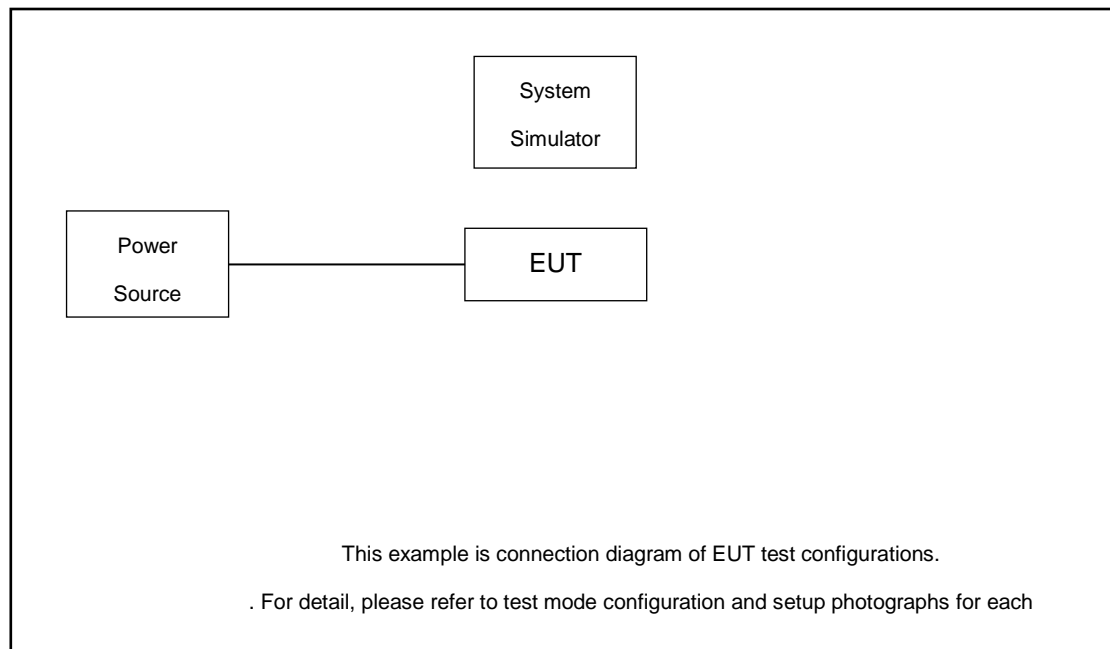 System
Simulator
Power
Source
EUT
This example is connection diagram of EUT test configurations.
. For detail, please refer to test mode configuration and setup photographs for each